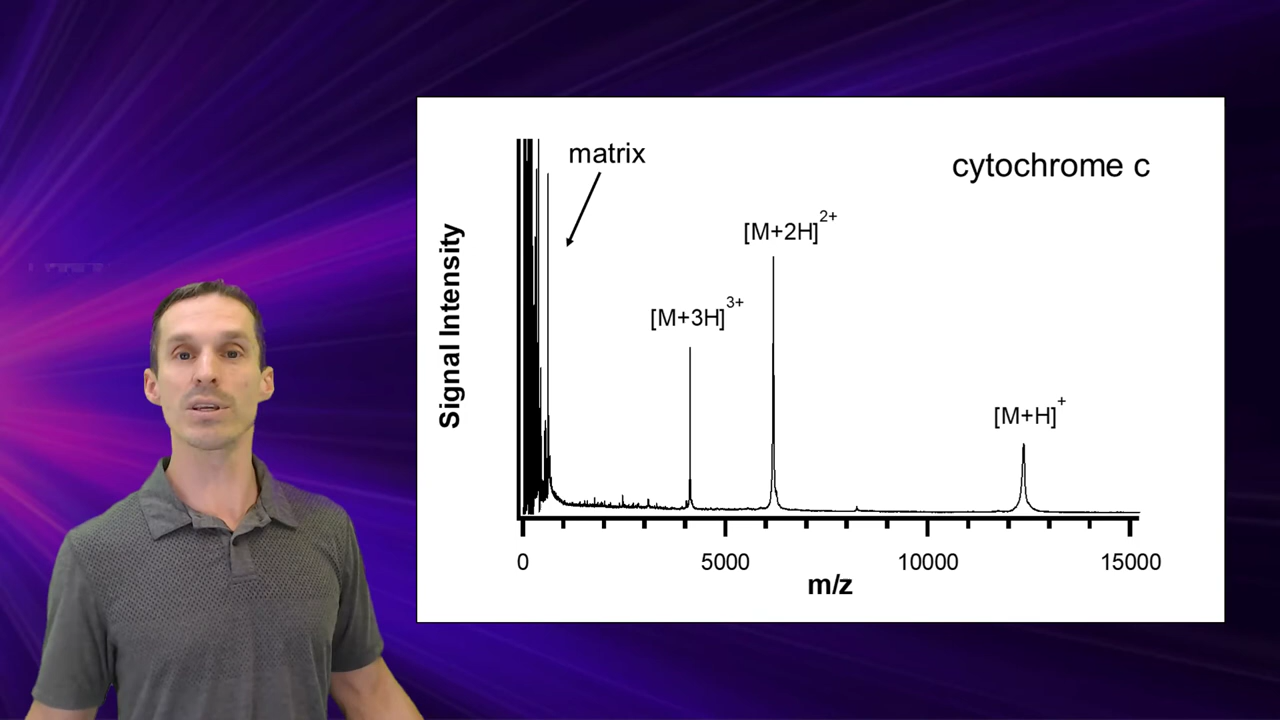 matrix
cytochrome c
[M+2H]2+
[M+3H]3+
[M+H]+
Signal Intensity
0 5000 10000 15000
m/z